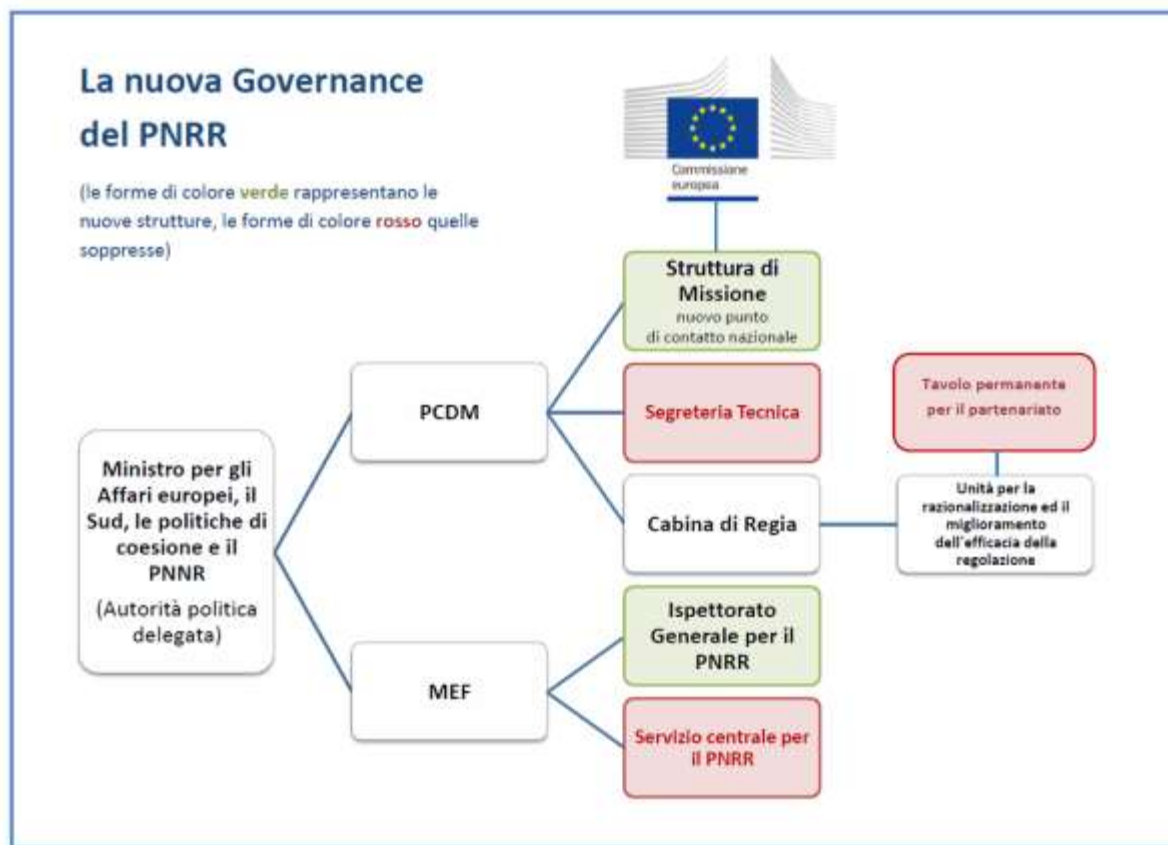 La nuova Governance
del PNRR
(le forme di colore verde rappresentano le
nuove strutture, le forme di colore rosso quelle
soppresse)
Commissione
europea
Struttura di
Missione
nuovo punto
di contatto nazionale
PCDM
Segreteria Tecnica
Tavolo permanente
per il partenariato
Ministro per gli
Affari europei, il
Sud, le politiche di
coesione e il
PNNR
(Autorità politica
delegata)
Cabina di Regia
Unità per la
razionalizzazione ed il
miglioramento
dell'efficacia della
regolazione
Ispettorato
Generale per il
PNRR
MEF
Servizio centrale per
il PNRR